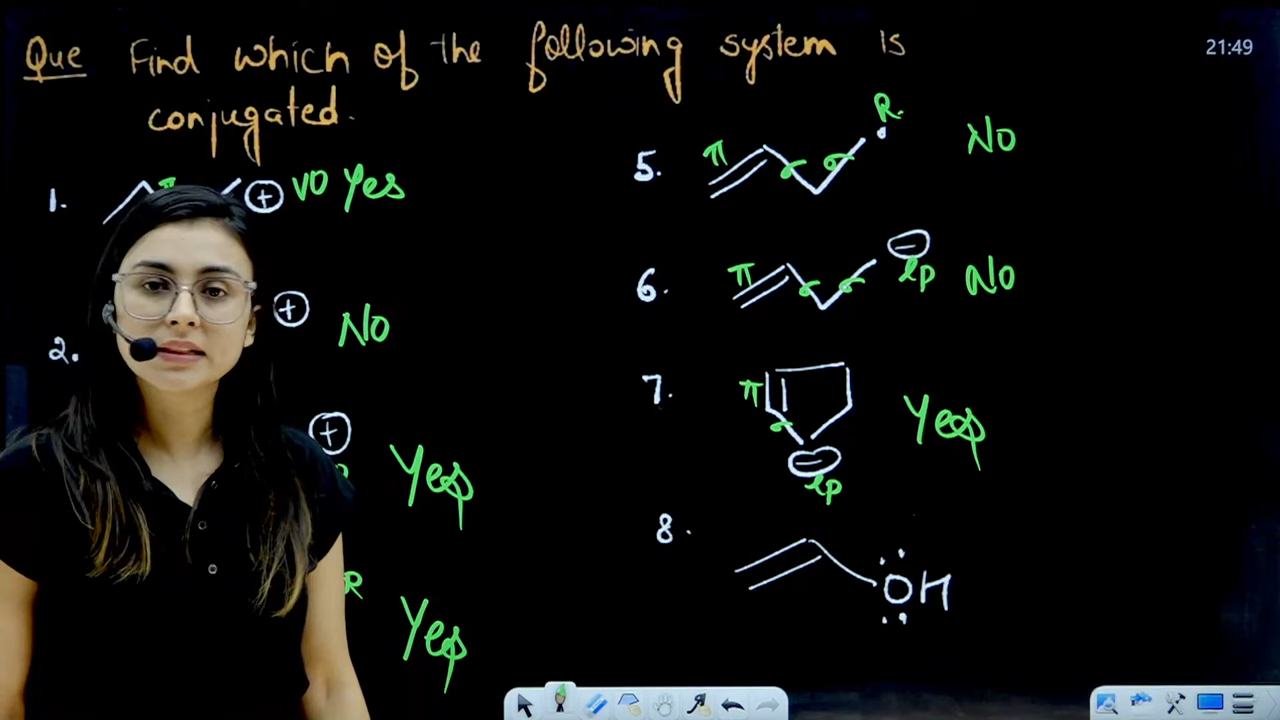 Que Find which of the following system is
conjugated.
21:49
1. π ⊕ VO Yes
2. ⊕ No
⊕ Yes
R Yes
5. π σ σ R. No
6. π σ σ ⊖ lp No
7. π σ ⊖ lp Yes
8. :ÖH